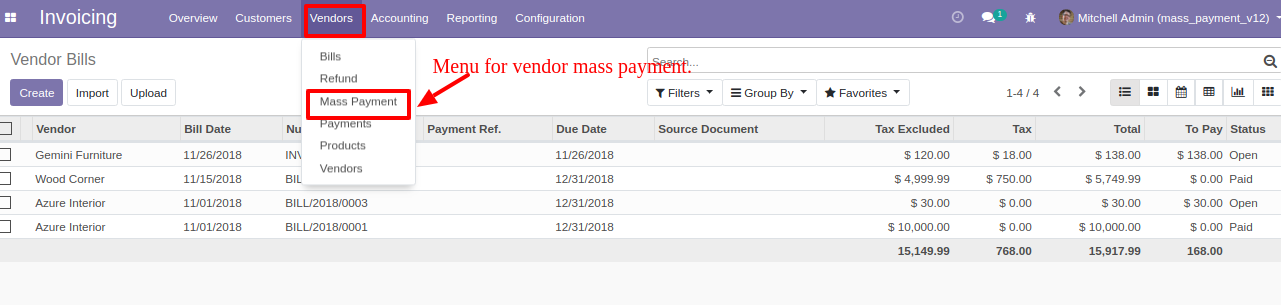 Invoicing Overview Customers Vendors Accounting Reporting Configuration 1 Mitchell Admin (mass_payment_v12)
Vendor Bills Search...
Bills
Menu for vendor mass payment.
Refund
Create Import Upload Filters Group By Favorites 1-4 / 4
Mass Payment
Payments
Products
Vendors
Vendor Bill Date Payment Ref. Due Date Source Document Tax Excluded Tax Total To Pay Status
Gemini Furniture 11/26/2018 11/26/2018 $ 120.00 $ 18.00 $ 138.00 $ 138.00 Open
Wood Corner 11/15/2018 12/31/2018 $ 4,999.99 $ 750.00 $ 5,749.99 $ 0.00 Paid
Azure Interior 11/01/2018 BILL/2018/0003 12/31/2018 $ 30.00 $ 0.00 $ 30.00 $ 30.00 Open
Azure Interior 11/01/2018 BILL/2018/0001 12/31/2018 $ 10,000.00 $ 0.00 $ 10,000.00 $ 0.00 Paid
15,149.99 768.00 15,917.99 168.00